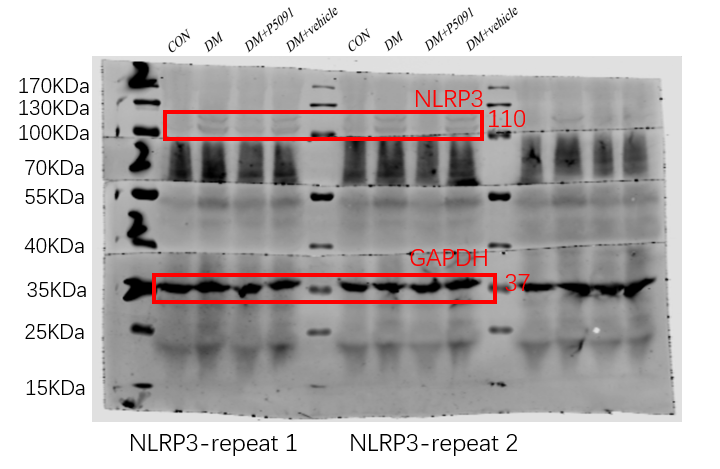 CON DM DM+P5091 DM+vehicle CON DM DM+P5091 DM+vehicle
170KDa
130KDa
NLRP3
110
100KDa
70KDa
55KDa
40KDa
GAPDH
37
35KDa
25KDa
15KDa
NLRP3-repeat 1 NLRP3-repeat 2